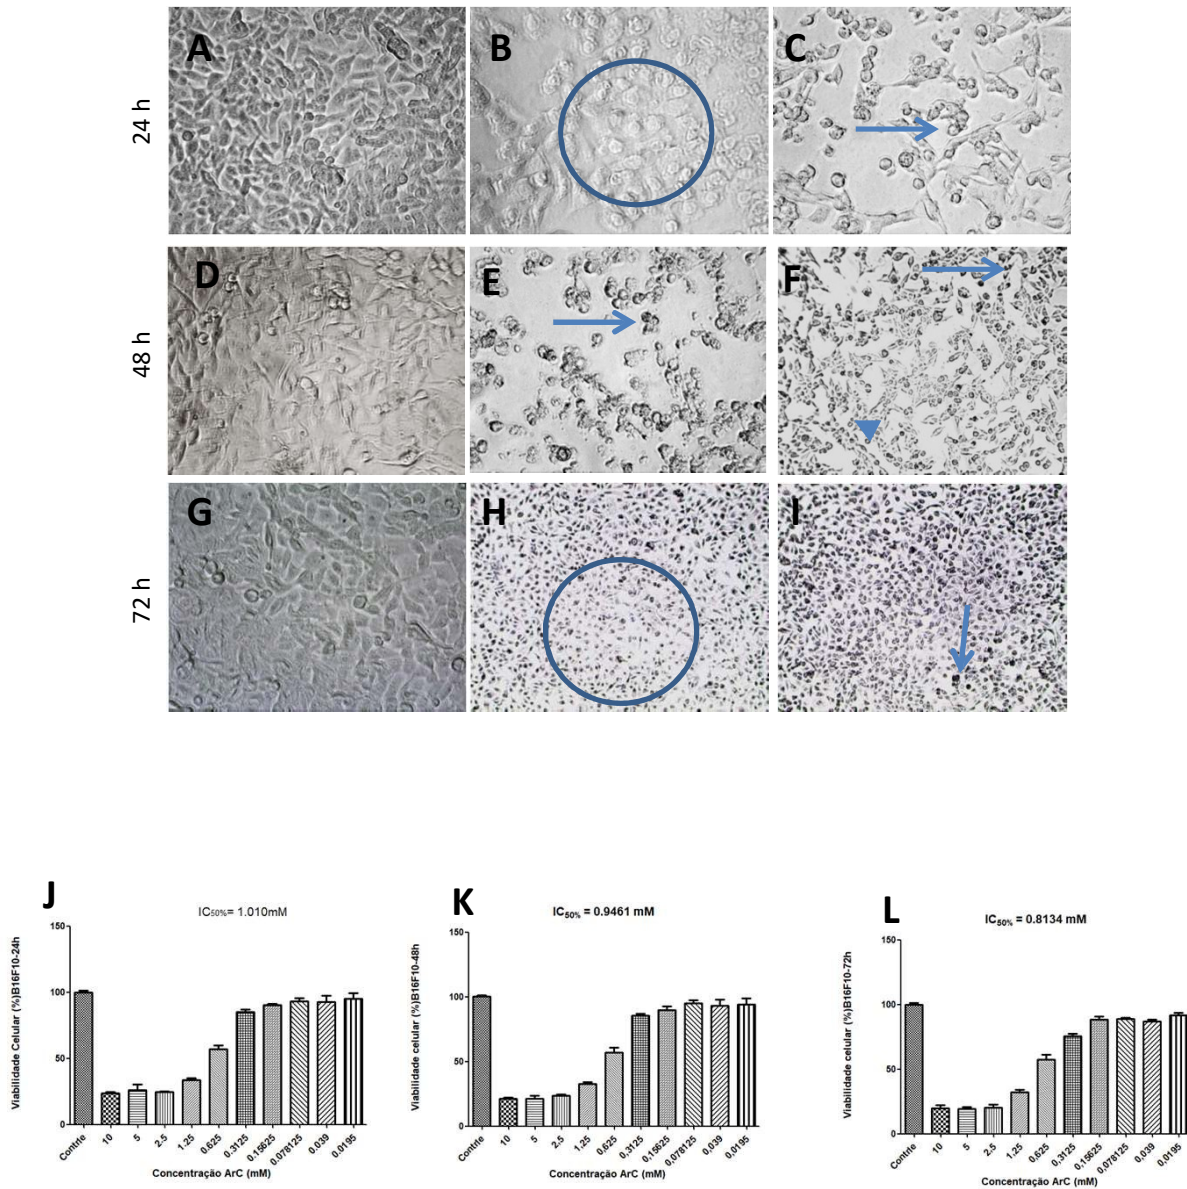 A
B
C
24 h
D
E
F
48 h
G
H
I
72 h
J
IC50%= 1.010mM
Viabilidade Celular (%)B16F10-24h
150
100
50
0
Contrle
10
5
2.5
1.25
0.625
0.3125
0.15625
0.078125
0.039
0.0195
Concentração ArC (mM)
K
IC50% = 0.9461 mM
Viabilidade celular (%)B16F10-48h
150
100
50
0
Contrle
10
5
2.5
1.25
0,625
0,3125
0,15625
0,078125
0,039
0,0195
Concentração ArC (mM)
L
IC50% = 0.8134 mM
Viabilidade celular (%)B16F10-72h
150
100
50
0
Contrle
10
5
2.5
1.25
0.625
0,3125
0,15625
0,078125
0,039
0,0195
Concentração ArC (mM)